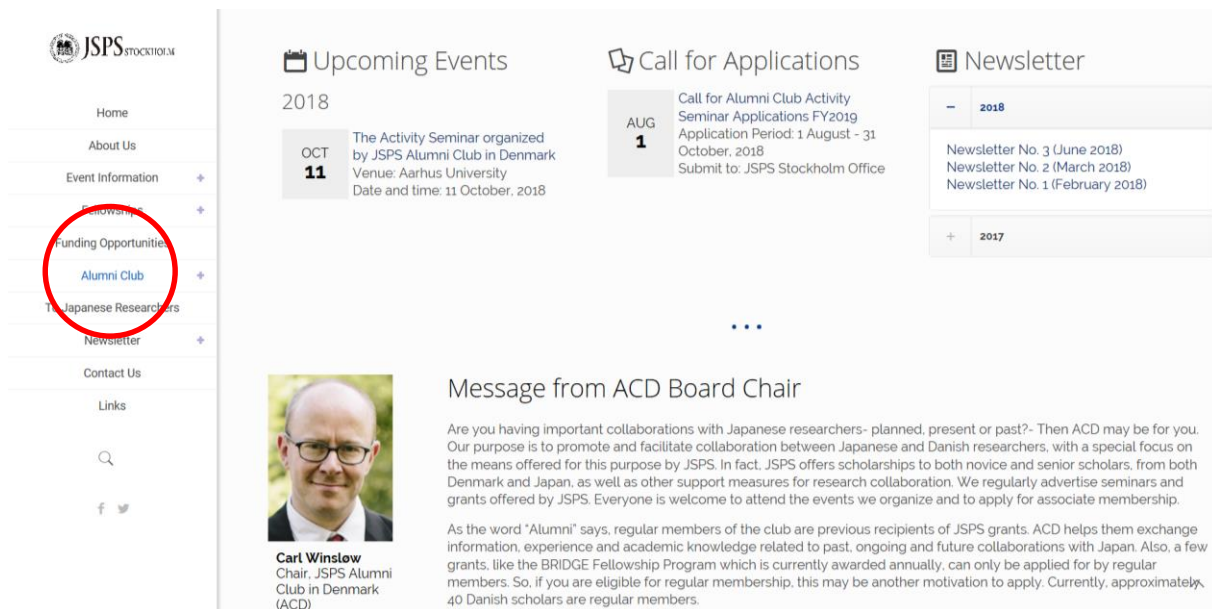 JSPS STOCKHOLM
Home
About Us
Event Information +
Fellowships +
Funding Opportunities
Alumni Club +
To Japanese Researchers
Newsletter +
Contact Us
Links
Upcoming Events
2018
OCT
11
The Activity Seminar organized
by JSPS Alumni Club in Denmark
Venue: Aarhus University
Date and time: 11 October, 2018
Call for Applications
AUG
1
Call for Alumni Club Activity
Seminar Applications FY2019
Application Period: 1 August - 31
October, 2018
Submit to: JSPS Stockholm Office
Newsletter
− 2018
Newsletter No. 3 (June 2018)
Newsletter No. 2 (March 2018)
Newsletter No. 1 (February 2018)
+ 2017
Carl Winsløw
Chair, JSPS Alumni
Club in Denmark
(ACD)
Message from ACD Board Chair
Are you having important collaborations with Japanese researchers- planned, present or past?- Then ACD may be for you.
Our purpose is to promote and facilitate collaboration between Japanese and Danish researchers, with a special focus on
the means offered for this purpose by JSPS. In fact, JSPS offers scholarships to both novice and senior scholars, from both
Denmark and Japan, as well as other support measures for research collaboration. We regularly advertise seminars and
grants offered by JSPS. Everyone is welcome to attend the events we organize and to apply for associate membership.
As the word "Alumni" says, regular members of the club are previous recipients of JSPS grants. ACD helps them exchange
information, experience and academic knowledge related to past, ongoing and future collaborations with Japan. Also, a few
grants, like the BRIDGE Fellowship Program which is currently awarded annually, can only be applied for by regular
members. So, if you are eligible for regular membership, this may be another motivation to apply. Currently, approximately
40 Danish scholars are regular members.